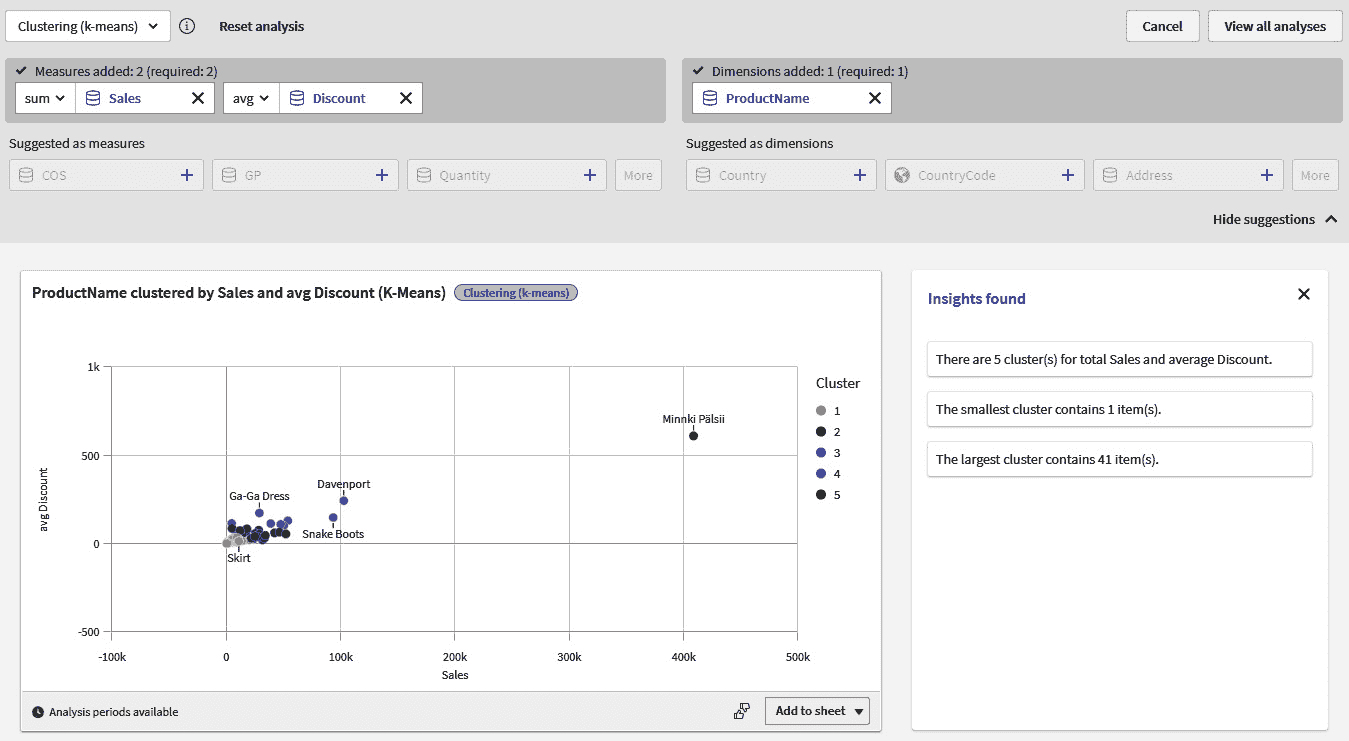 Clustering (k-means) Reset analysis Cancel View all analyses
Measures added: 2 (required: 2) Dimensions added: 1 (required: 1)
sum Sales avg Discount ProductName
Suggested as measures Suggested as dimensions
COS GP Quantity More Country CountryCode Address More
Hide suggestions
ProductName clustered by Sales and avg Discount (K-Means) Clustering (k-means)
1k
500
0
-500
avg Discount
-100k 0 100k 200k 300k 400k 500k
Sales
Minnki Pälsii
Davenport
Ga-Ga Dress
Snake Boots
Skirt
Cluster
1
2
3
4
5
Analysis periods available Add to sheet
Insights found
There are 5 cluster(s) for total Sales and average Discount.
The smallest cluster contains 1 item(s).
The largest cluster contains 41 item(s).